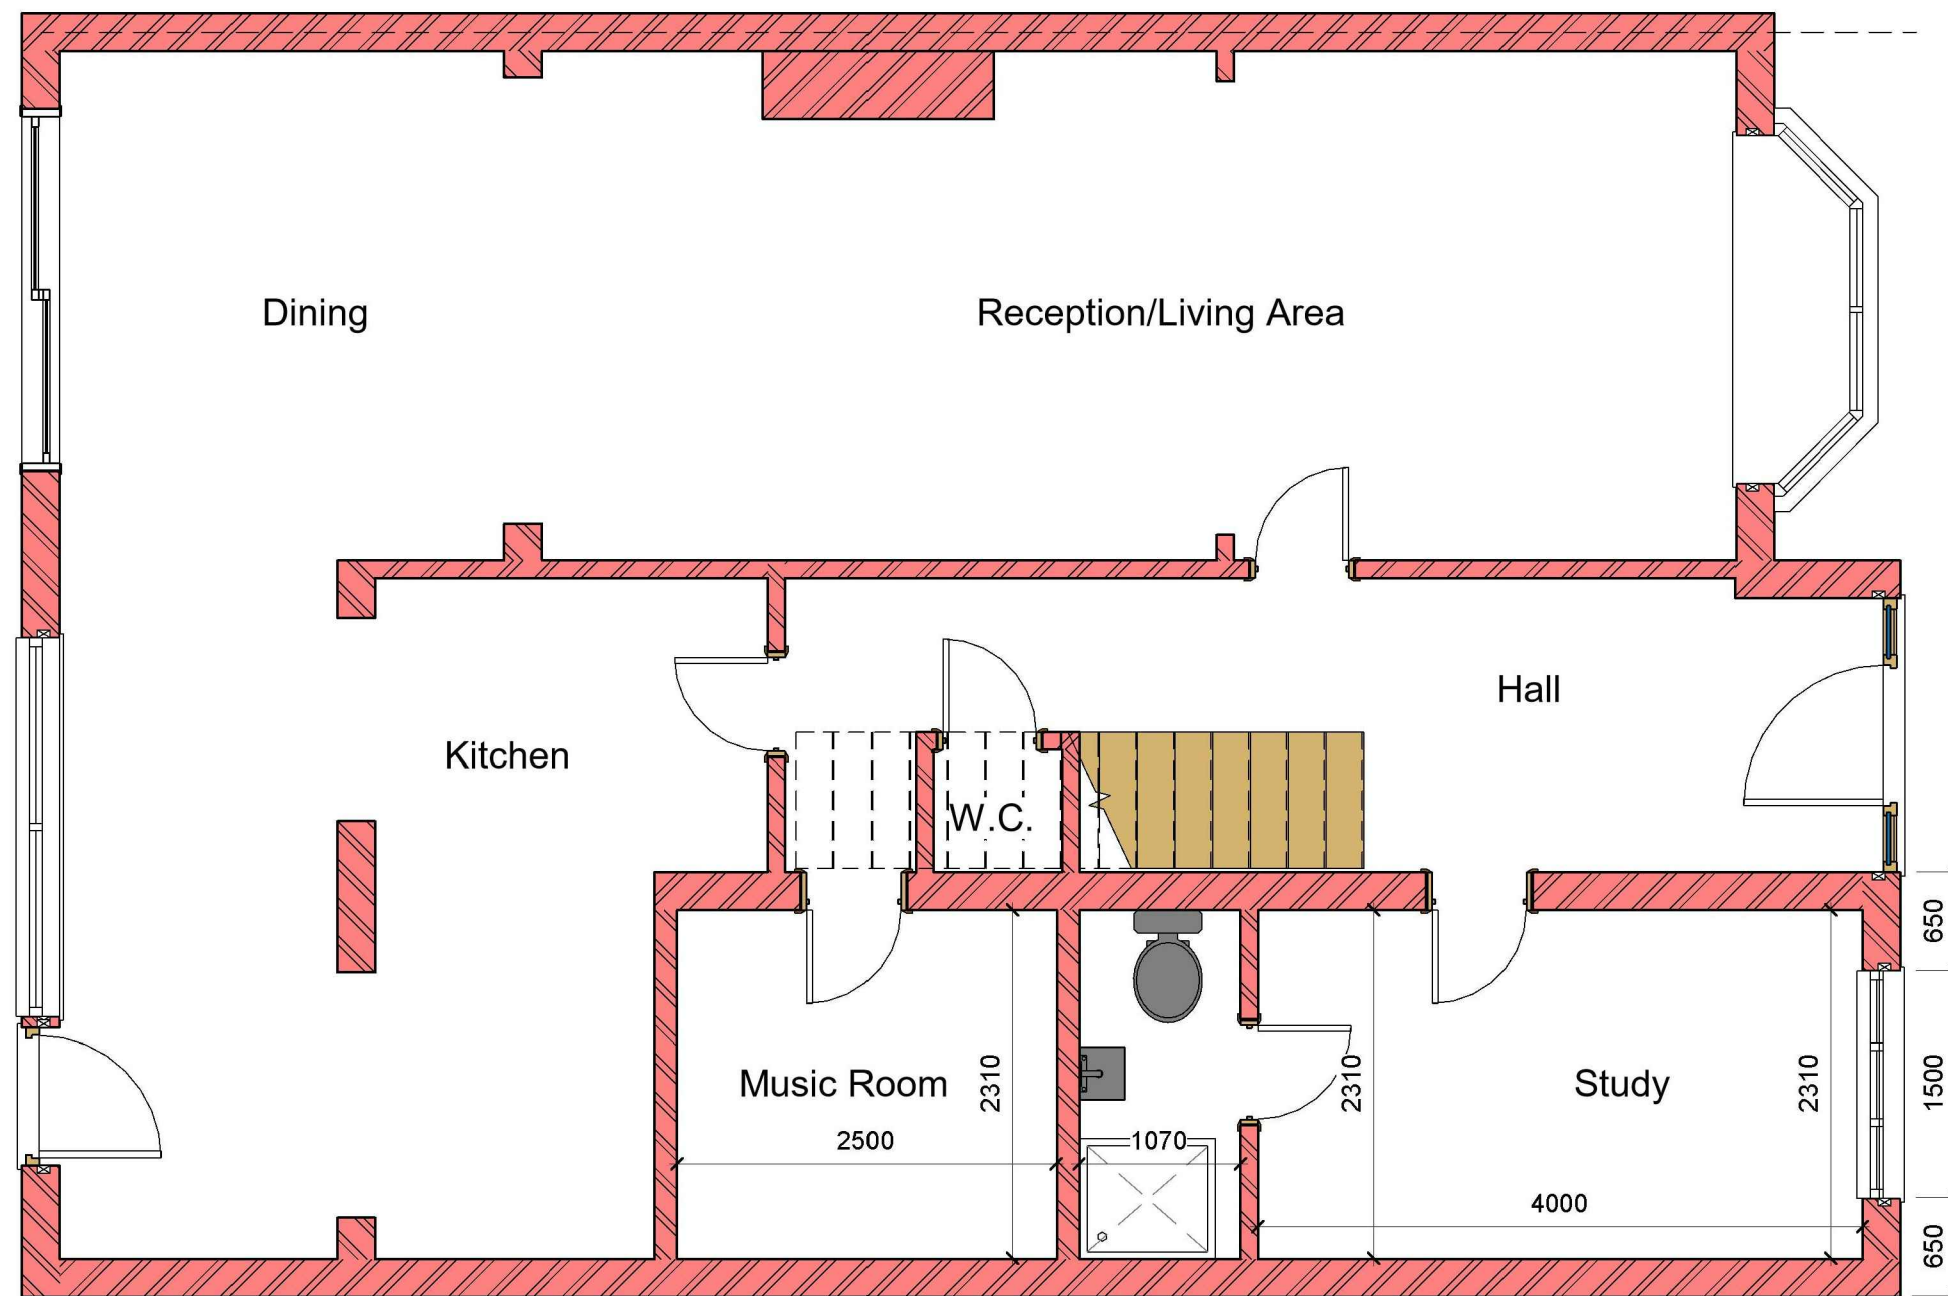 Dining
Reception/Living Area
Hall
Kitchen
W.C.
650
Music Room
2310
2310
Study
2310
1500
2500
1070
4000
650